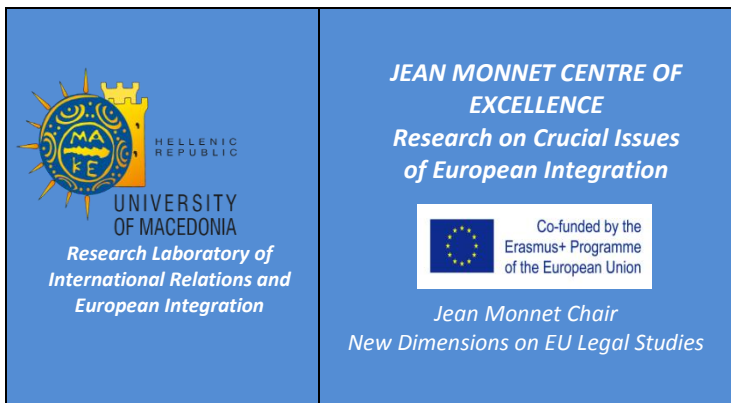 MA
KE
HELLENIC
REPUBLIC
UNIVERSITY
OF MACEDONIA
Research Laboratory of
International Relations and
European Integration
JEAN MONNET CENTRE OF
EXCELLENCE
Research on Crucial Issues
of European Integration
Co-funded by the
Erasmus+ Programme
of the European Union
Jean Monnet Chair
New Dimensions on EU Legal Studies